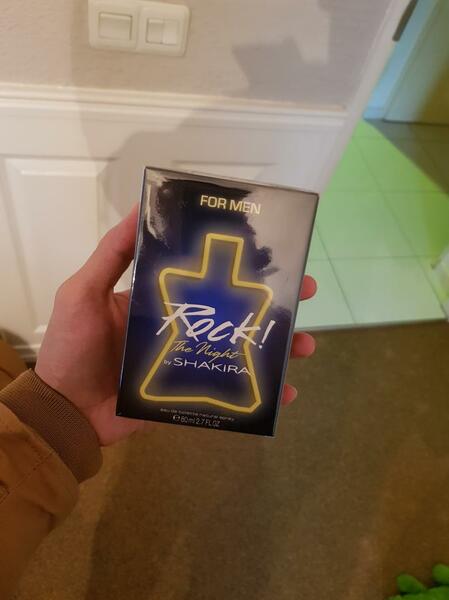 FOR MEN
Rock!
The Night
by SHAKIRA
eau de toilette natural spray
℮ 80 ml 2.7 FL.OZ